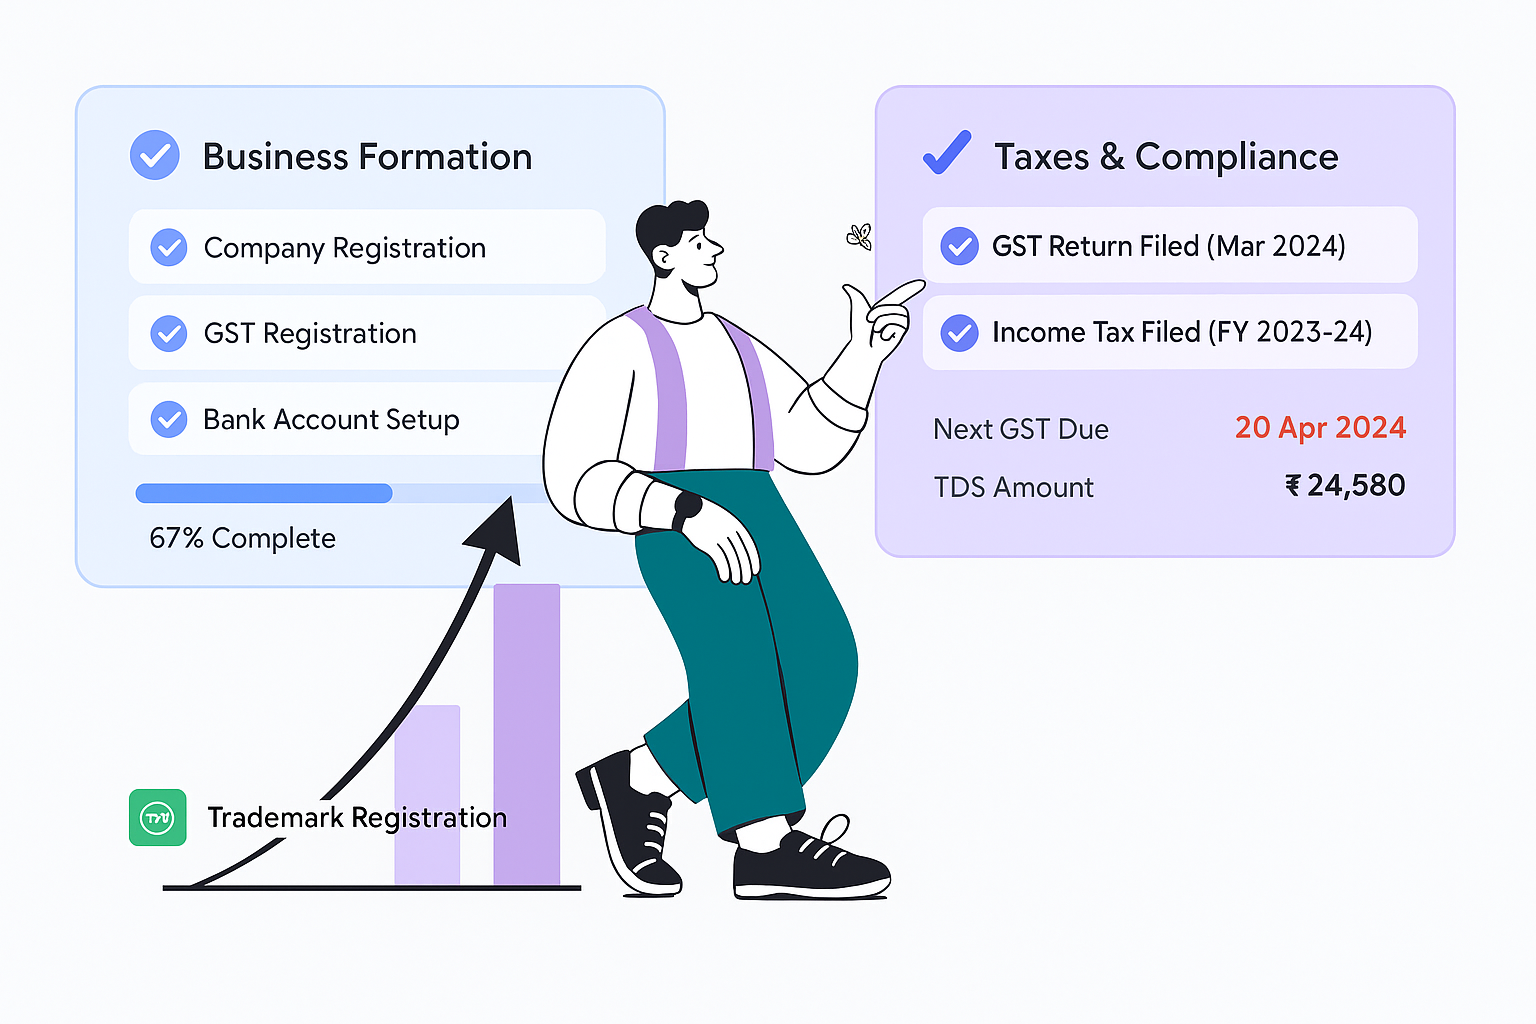 Business Formation
Company Registration
GST Registration
Bank Account Setup
67% Complete
Taxes & Compliance
GST Return Filed (Mar 2024)
Income Tax Filed (FY 2023-24)
Next GST Due 20 Apr 2024
TDS Amount ₹ 24,580
Trademark Registration